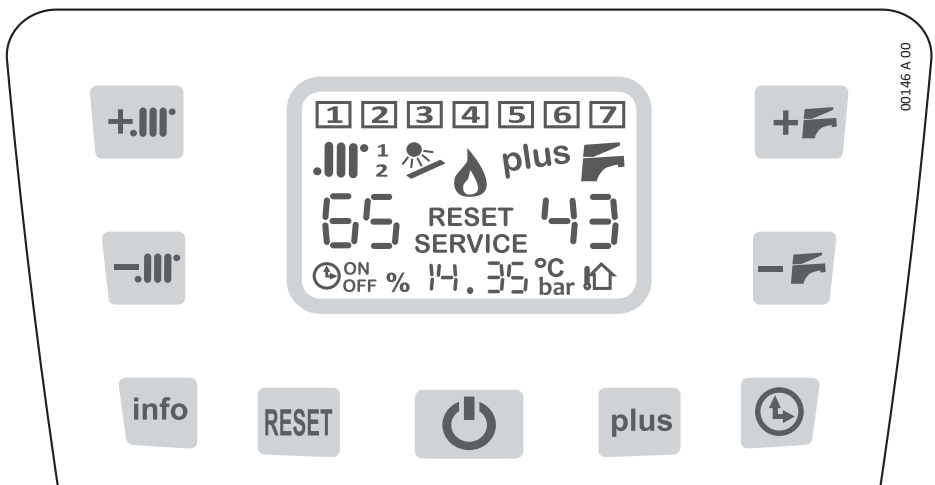 00146 A 00
1 2 3 4 5 6 7
1
2
plus
65
RESET
SERVICE
43
ON
OFF
% 14.35 °C
bar
info
RESET
plus